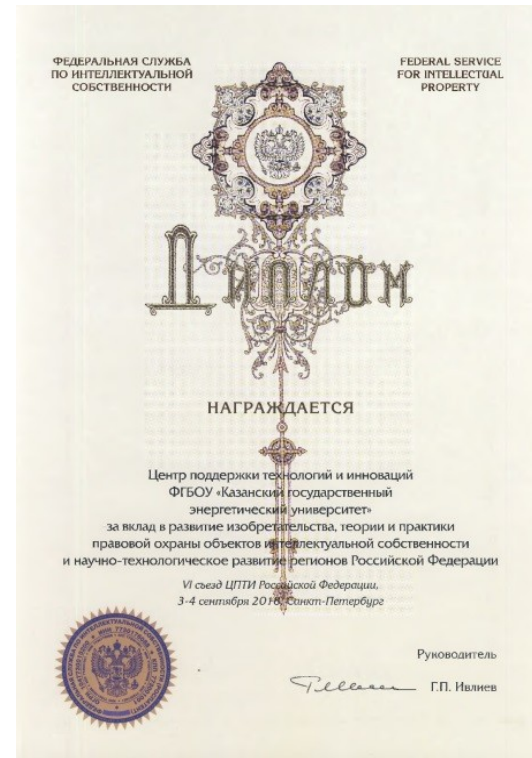 ФЕДЕРАЛЬНАЯ СЛУЖБА
ПО ИНТЕЛЛЕКТУАЛЬНОЙ
СОБСТВЕННОСТИ
FEDERAL SERVICE
FOR INTELLECTUAL
PROPERTY
Диплом
НАГРАЖДАЕТСЯ
Центр поддержки технологий и инноваций
ФГБОУ «Казанский государственный
энергетический университет»
за вклад в развитие изобретательства, теории и практики
правовой охраны объектов интеллектуальной собственности
и научно-технологическое развитие регионов Российской Федерации
VI съезд ЦПТИ Российской Федерации,
3-4 сентября 2016, Санкт-Петербург
Руководитель
Г.П. Ивлиев